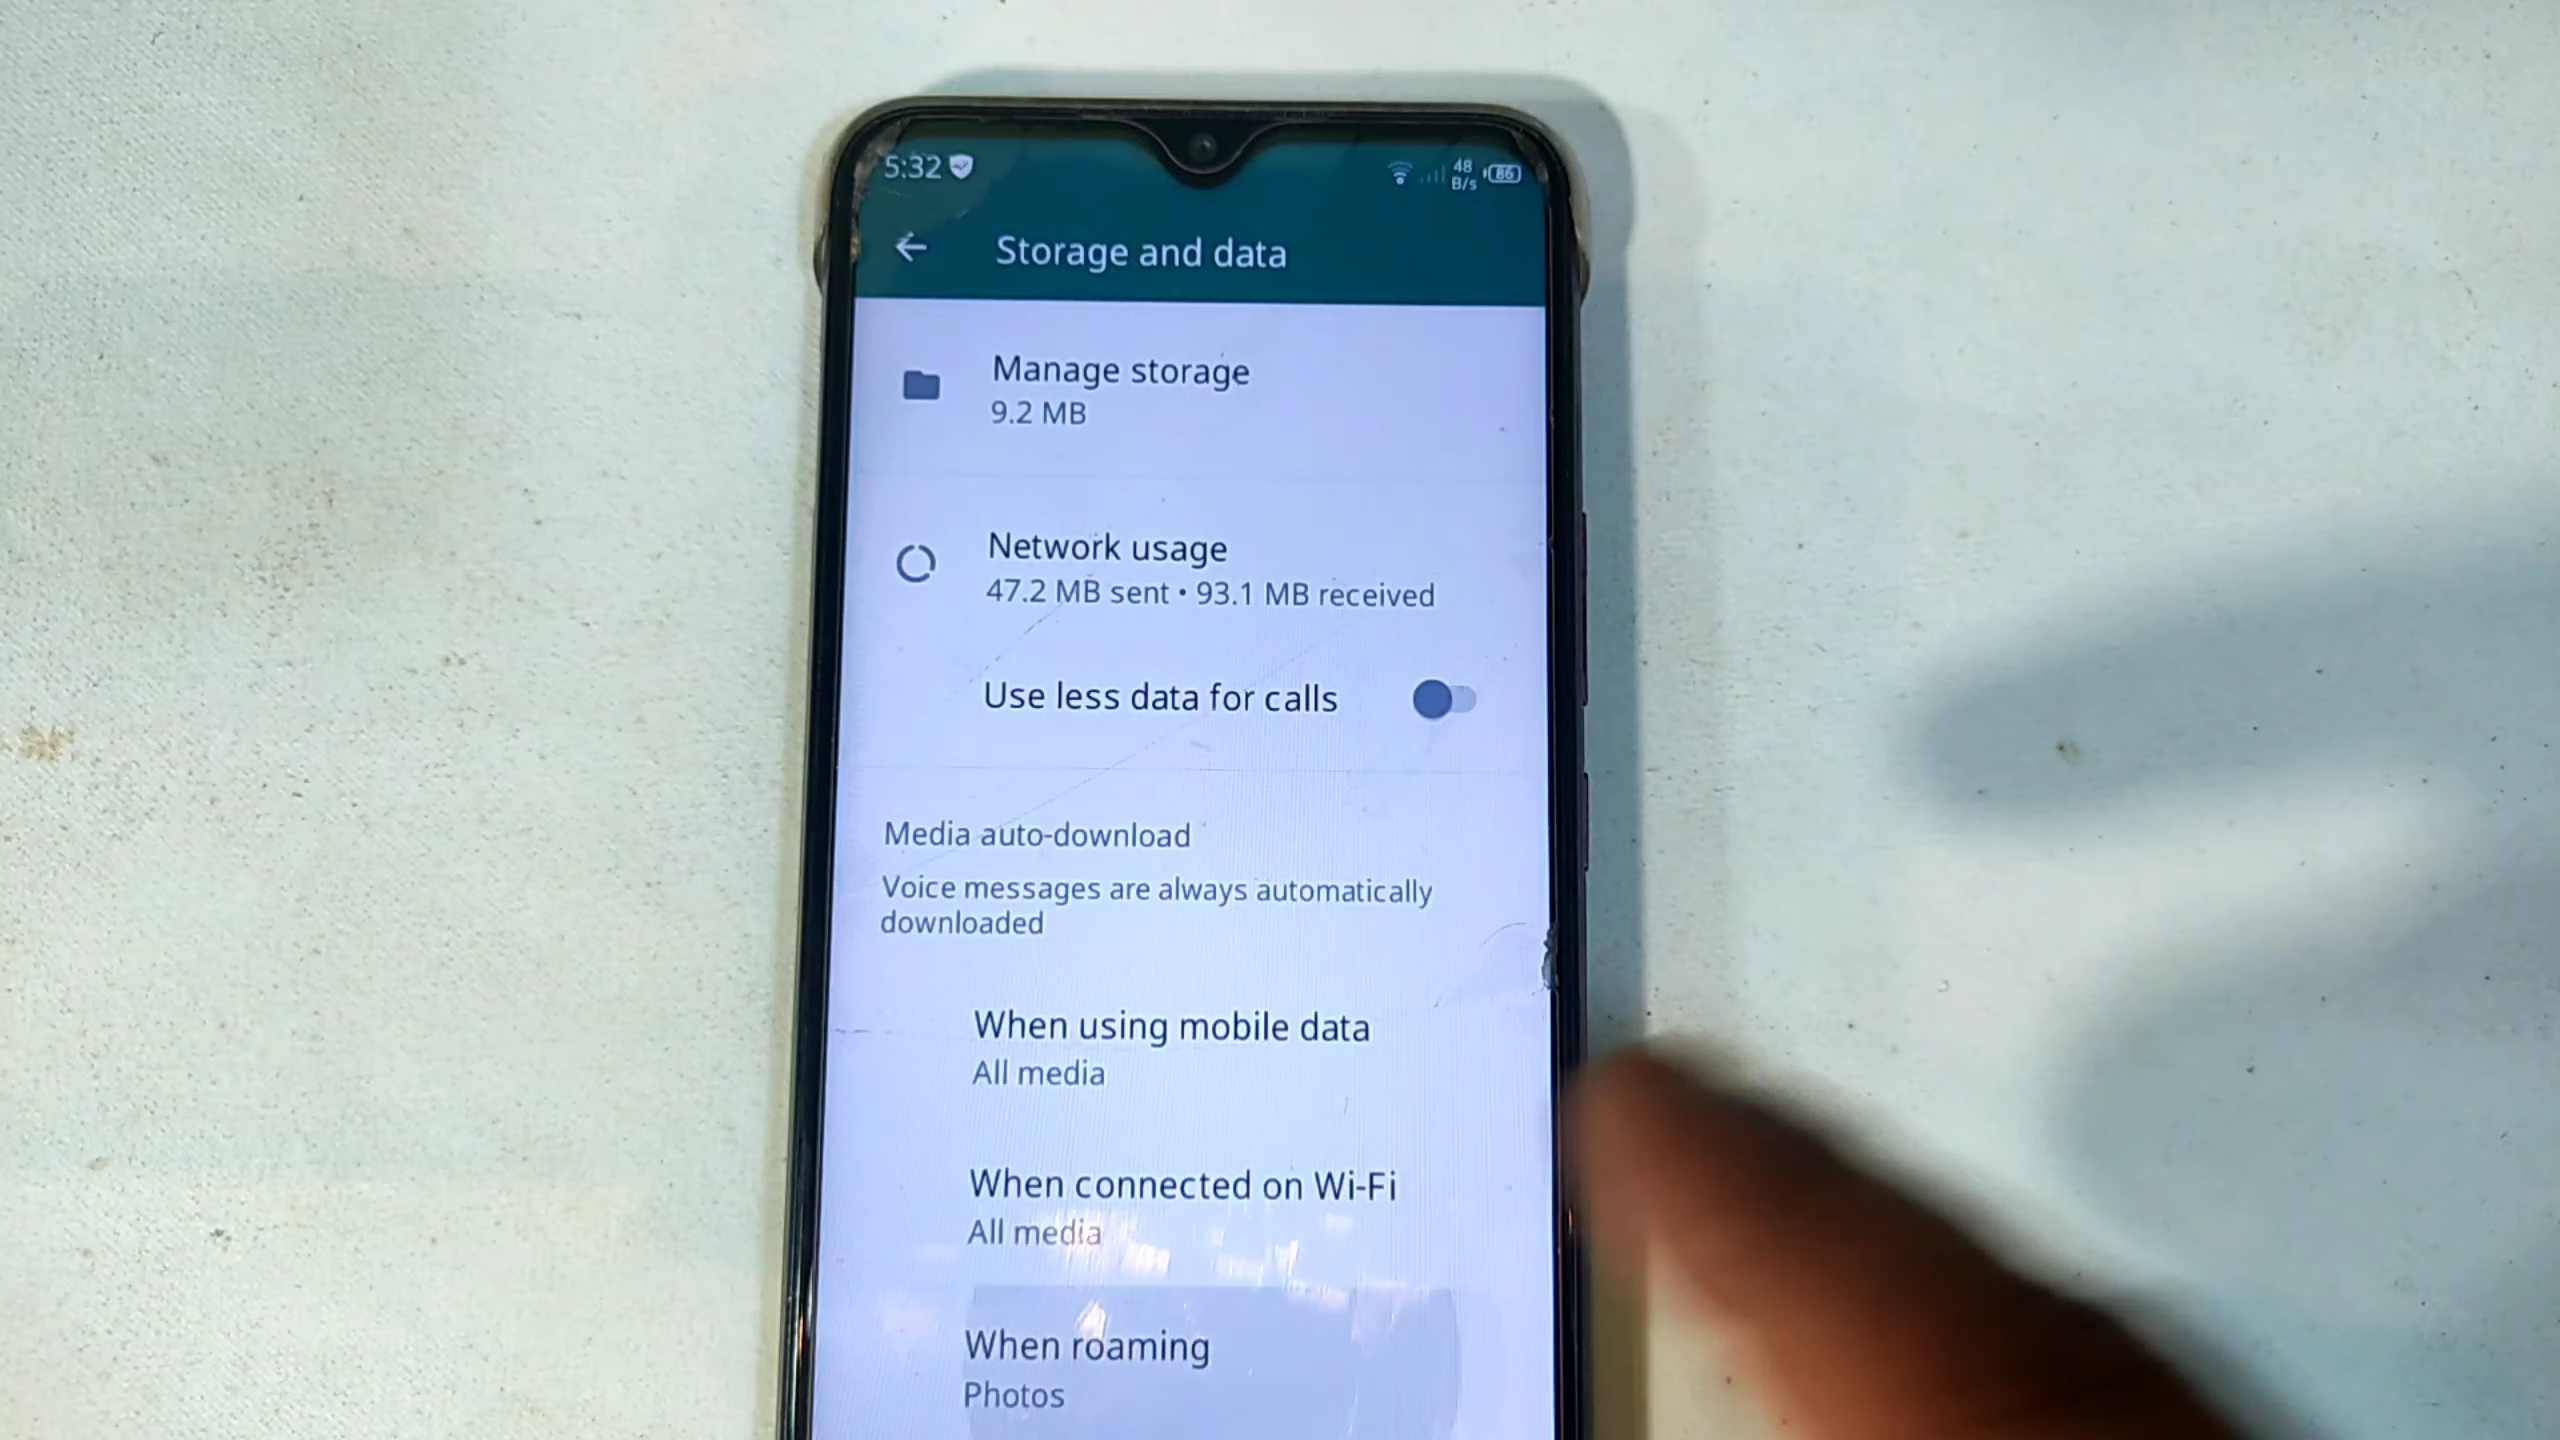 5:32
48
B/s
86
Storage and data
Manage storage
9.2 MB
Network usage
47.2 MB sent • 93.1 MB received
Use less data for calls
Media auto-download
Voice messages are always automatically
downloaded
When using mobile data
All media
When connected on Wi-Fi
All media
When roaming
Photos